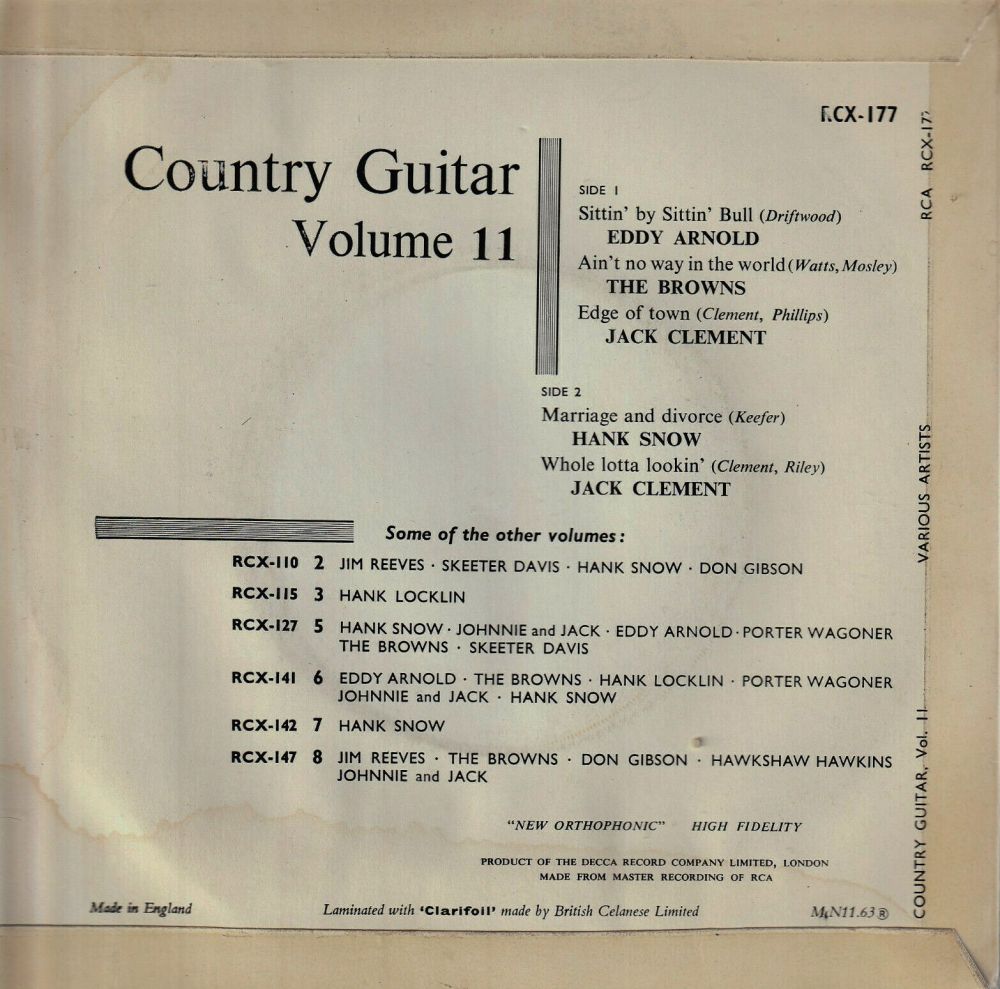 RCX-177
Country Guitar
Volume 11
SIDE 1
Sittin' by Sittin' Bull (Driftwood)
EDDY ARNOLD
Ain't no way in the world (Watts, Mosley)
THE BROWNS
Edge of town (Clement, Phillips)
JACK CLEMENT
SIDE 2
Marriage and divorce (Keefer)
HANK SNOW
Whole lotta lookin' (Clement, Riley)
JACK CLEMENT
Some of the other volumes:
RCX-110 2 JIM REEVES · SKEETER DAVIS · HANK SNOW · DON GIBSON
RCX-115 3 HANK LOCKLIN
RCX-127 5 HANK SNOW · JOHNNIE and JACK · EDDY ARNOLD · PORTER WAGONER
THE BROWNS · SKEETER DAVIS
RCX-141 6 EDDY ARNOLD · THE BROWNS · HANK LOCKLIN · PORTER WAGONER
JOHNNIE and JACK · HANK SNOW
RCX-142 7 HANK SNOW
RCX-147 8 JIM REEVES · THE BROWNS · DON GIBSON · HAWKSHAW HAWKINS
JOHNNIE and JACK
"NEW ORTHOPHONIC" HIGH FIDELITY
PRODUCT OF THE DECCA RECORD COMPANY LIMITED, LONDON
MADE FROM MASTER RECORDING OF RCA
Made in England
Laminated with 'Clarifoil' made by British Celanese Limited
McN11.63 ®
COUNTRY GUITAR, Vol. 11 VARIOUS ARTISTS RCA RCX-177